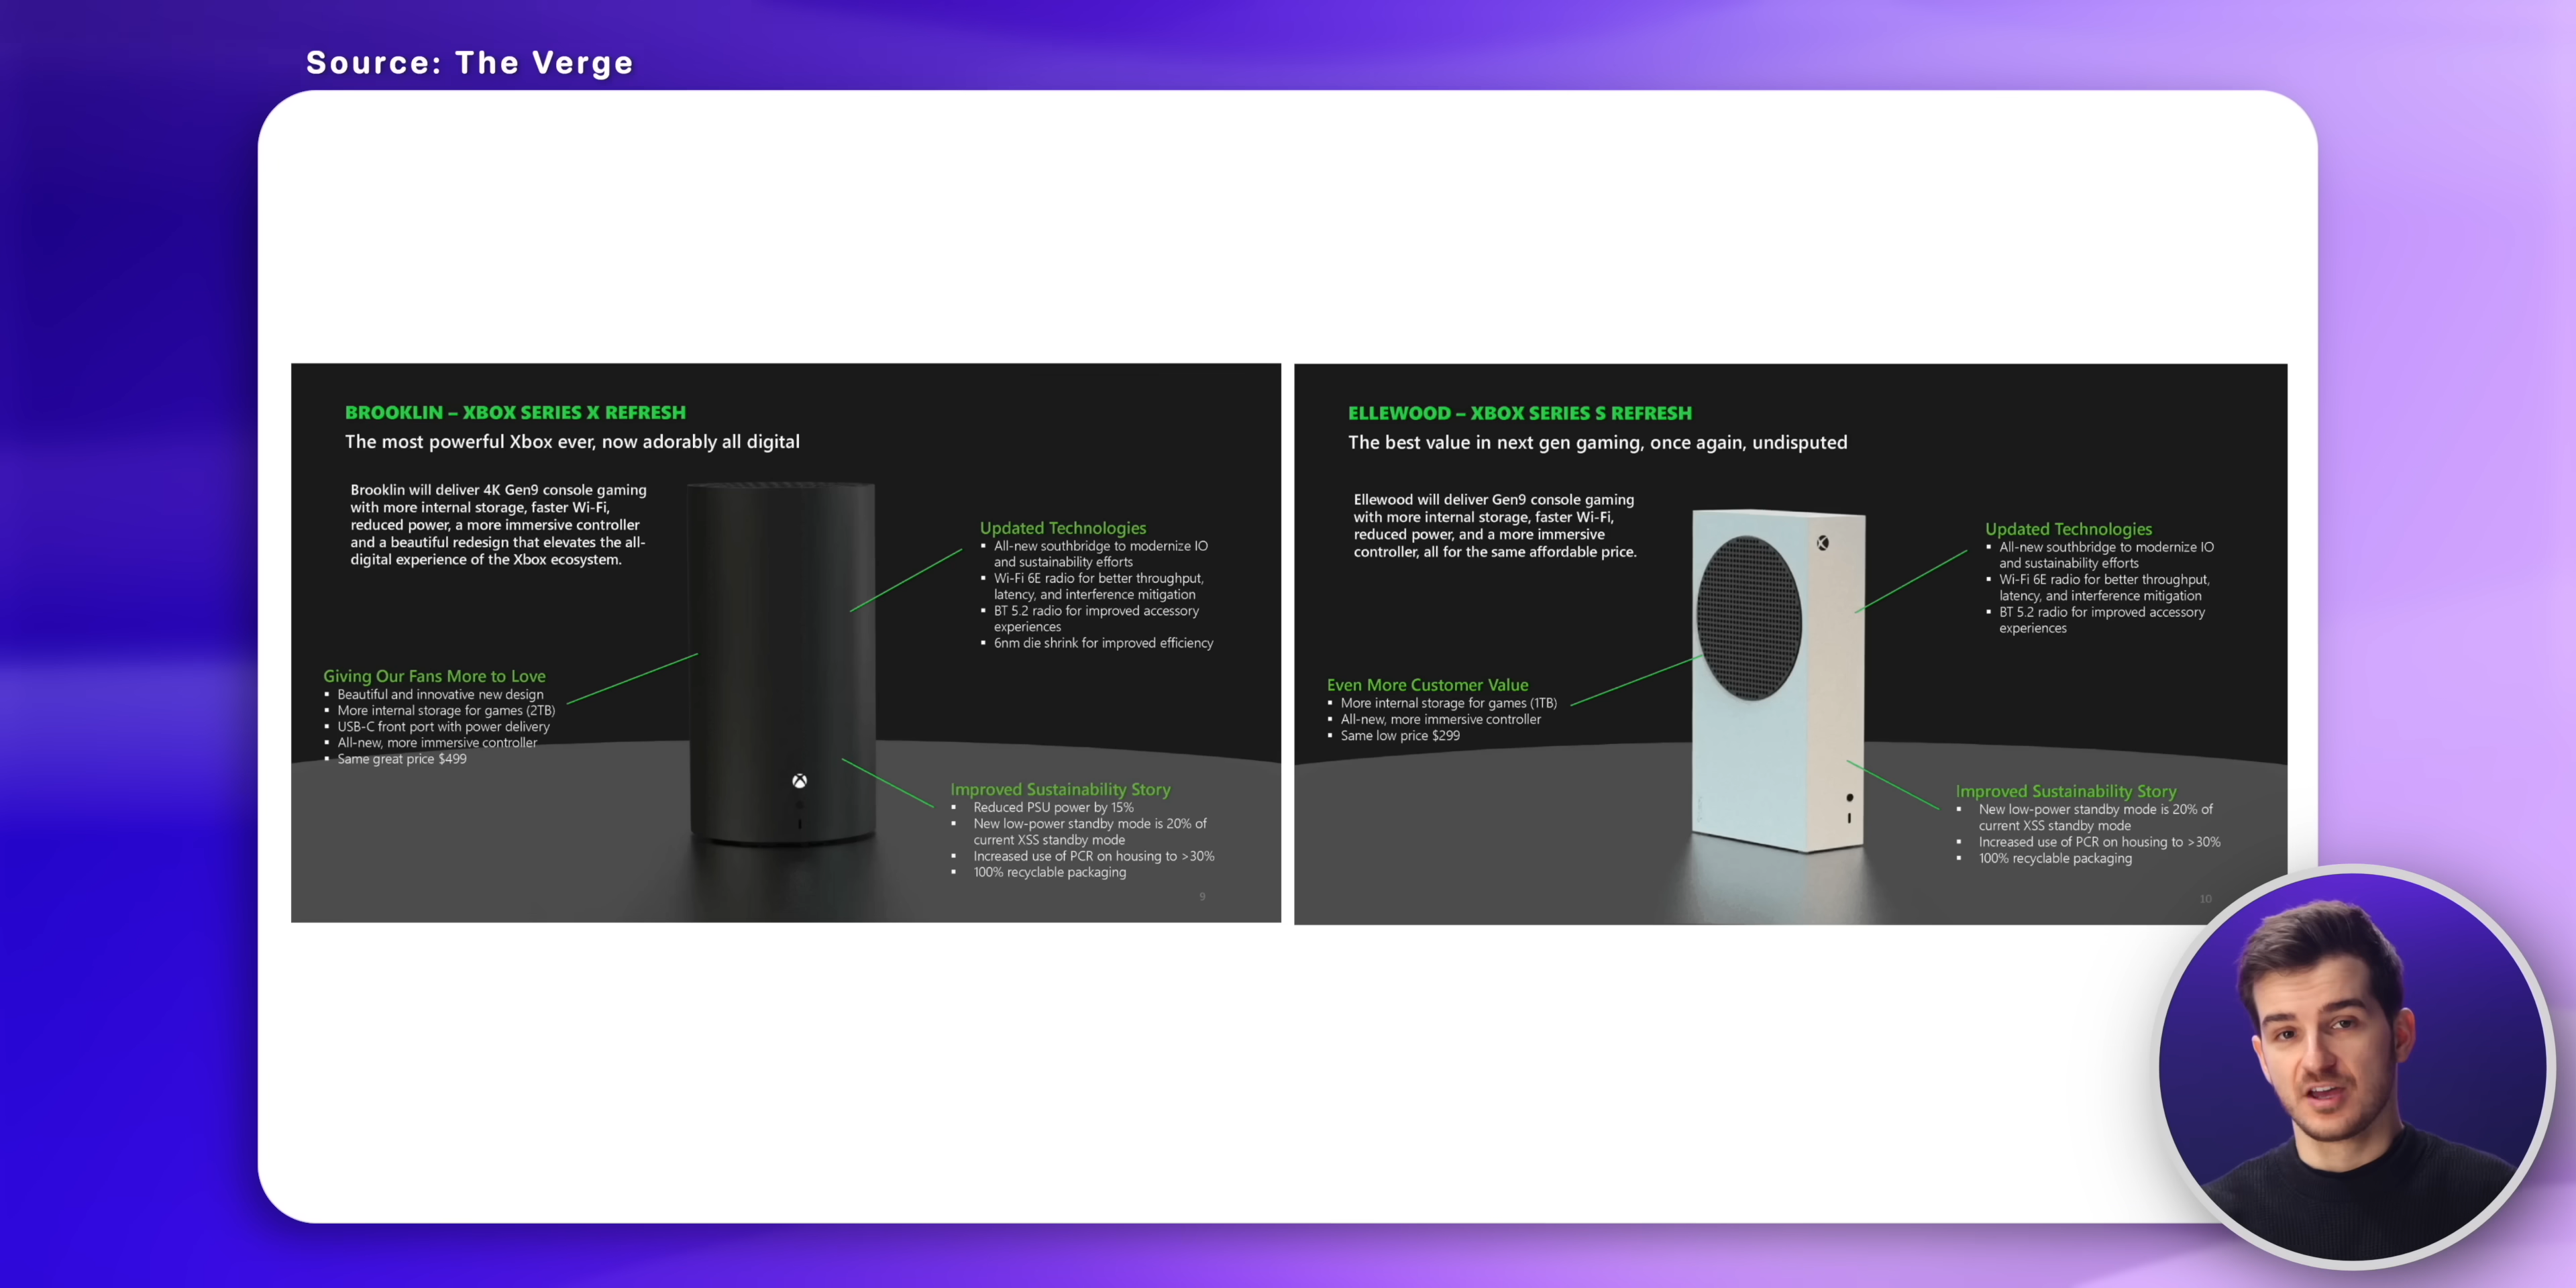 Source: The Verge
BROOKLIN – XBOX SERIES X REFRESH
The most powerful Xbox ever, now adorably all digital
Brooklin will deliver 4K Gen9 console gaming
with more internal storage, faster Wi-Fi,
reduced power, a more immersive controller
and a beautiful redesign that elevates the all-
digital experience of the Xbox ecosystem.
Giving Our Fans More to Love
▪ Beautiful and innovative new design
▪ More internal storage for games (2TB)
▪ USB-C front port with power delivery
▪ All-new, more immersive controller
▪ Same great price $499
Updated Technologies
▪ All-new southbridge to modernize IO
and sustainability efforts
▪ Wi-Fi 6E radio for better throughput,
latency, and interference mitigation
▪ BT 5.2 radio for improved accessory
experiences
▪ 6nm die shrink for improved efficiency
Improved Sustainability Story
▪ Reduced PSU power by 15%
▪ New low-power standby mode is 20% of
current XSS standby mode
▪ Increased use of PCR on housing to >30%
▪ 100% recyclable packaging
9
ELLEWOOD – XBOX SERIES S REFRESH
The best value in next gen gaming, once again, undisputed
Ellewood will deliver Gen9 console gaming
with more internal storage, faster Wi-Fi,
reduced power, and a more immersive
controller, all for the same affordable price.
Even More Customer Value
▪ More internal storage for games (1TB)
▪ All-new, more immersive controller
▪ Same low price $299
Updated Technologies
▪ All-new southbridge to modernize IO
and sustainability efforts
▪ Wi-Fi 6E radio for better throughput,
latency, and interference mitigation
▪ BT 5.2 radio for improved accessory
experiences
Improved Sustainability Story
▪ New low-power standby mode is 20% of
current XSS standby mode
▪ Increased use of PCR on housing to >30%
▪ 100% recyclable packaging
10